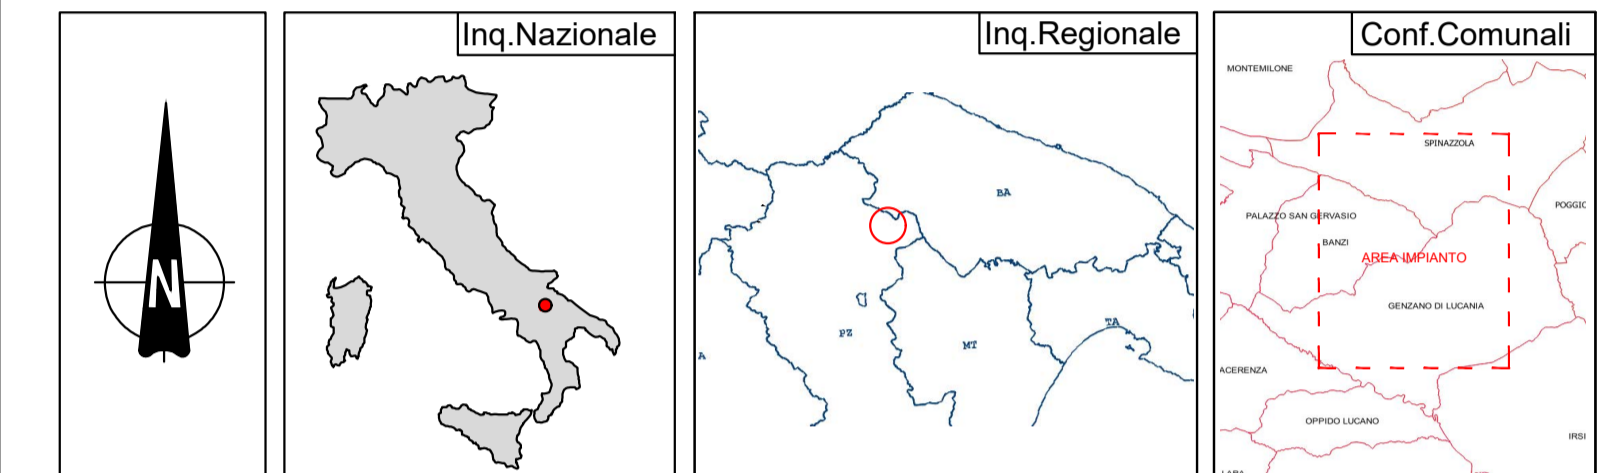 N
Inq.Nazionale
Inq.Regionale
BA
PZ
MT
TA
A
Conf.Comunali
MONTEMILONE
SPINAZZOLA
POGGIO
PALAZZO SAN GERVASIO
BANZI
AREA IMPIANTO
GENZANO DI LUCANIA
ACERENZA
OPPIDO LUCANO
IRSI